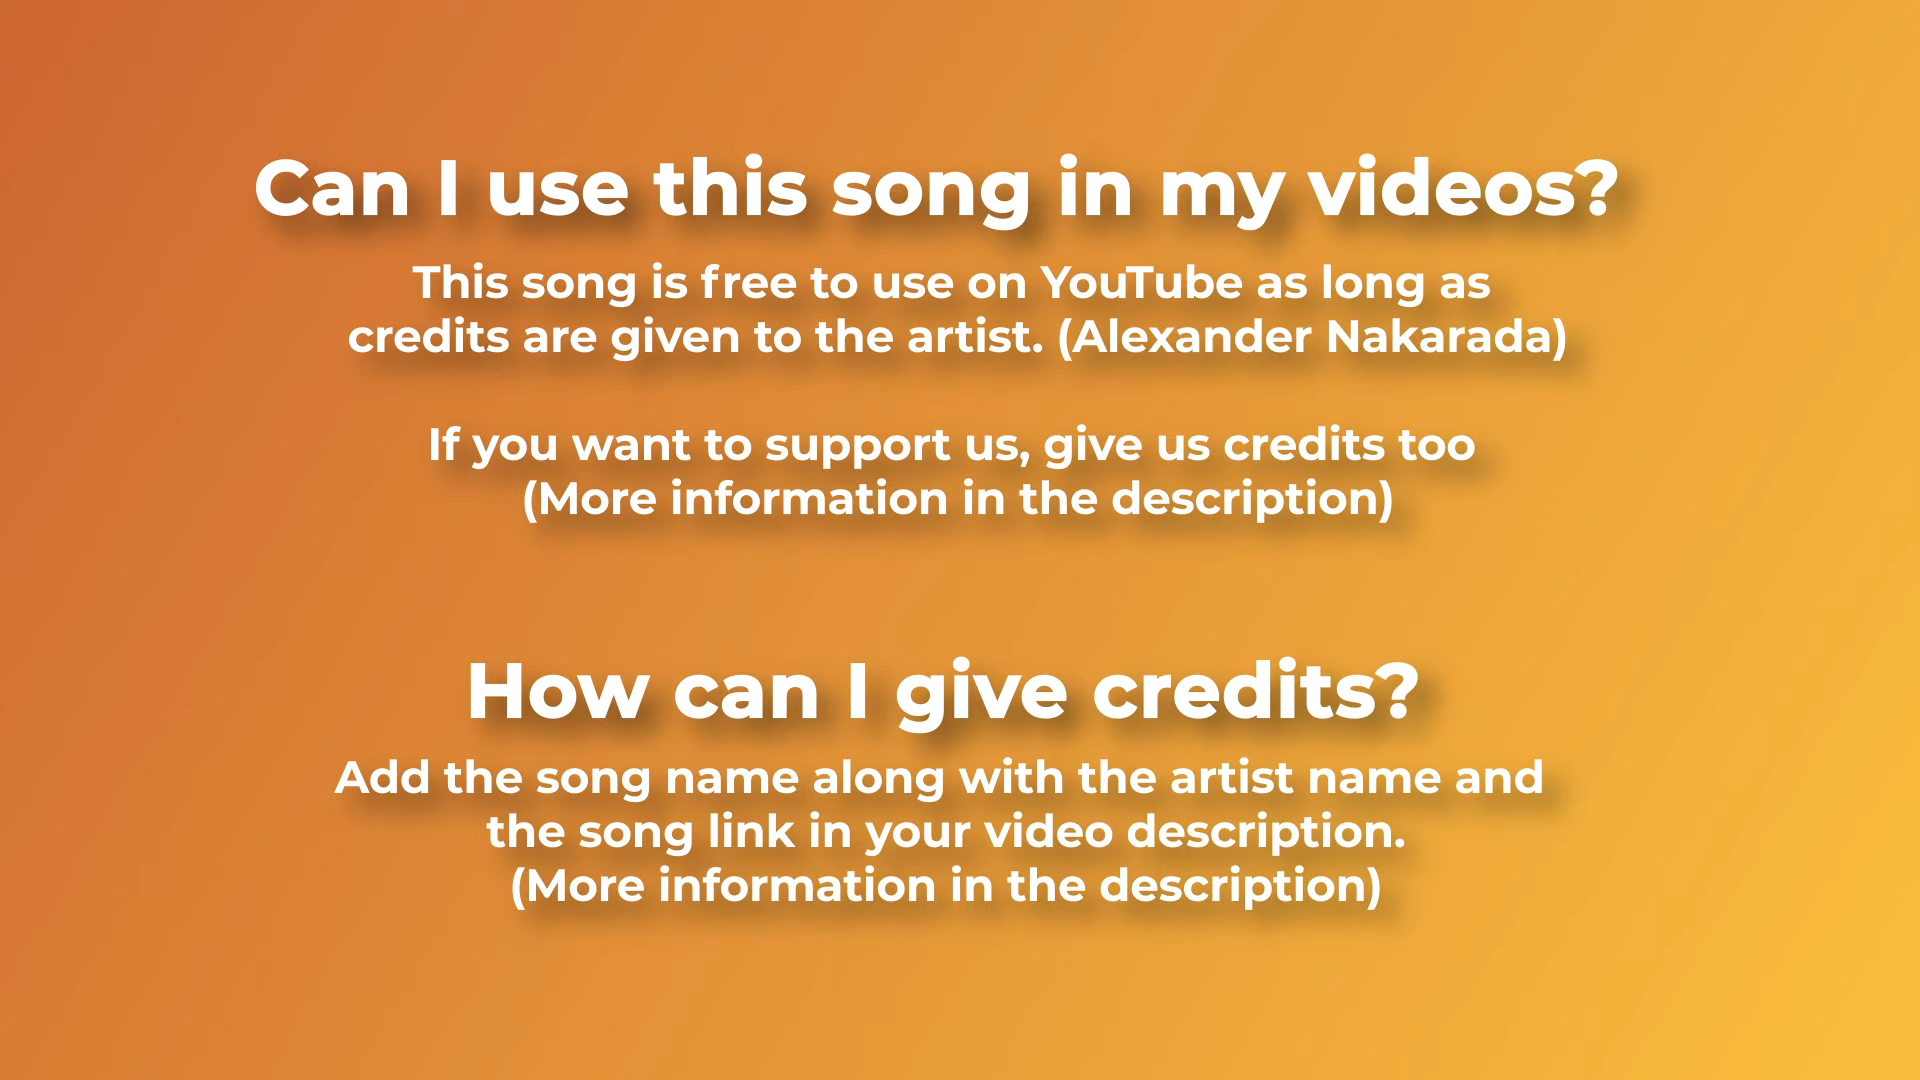 Can I use this song in my videos?
This song is free to use on YouTube as long as
credits are given to the artist. (Alexander Nakarada)
If you want to support us, give us credits too
(More information in the description)
How can I give credits?
Add the song name along with the artist name and
the song link in your video description.
(More information in the description)